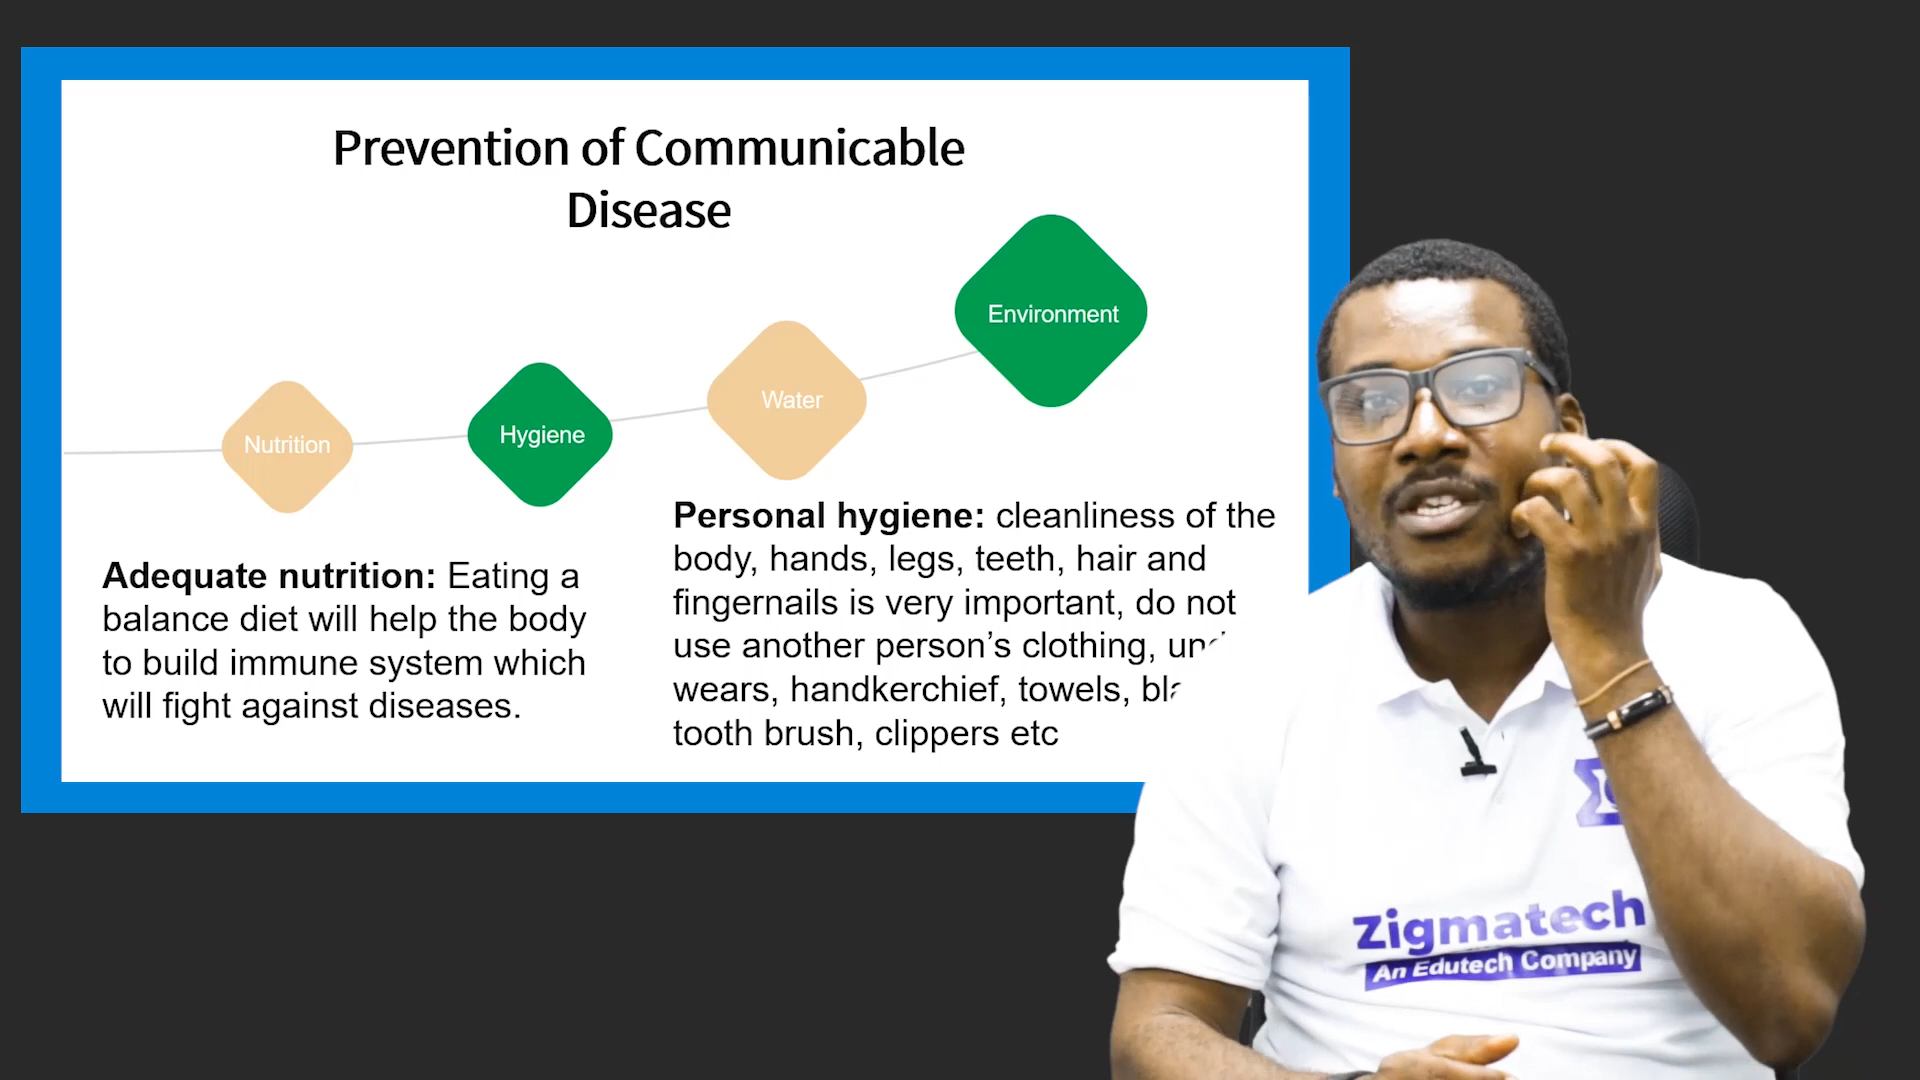 Prevention of Communicable
Disease
Environment
Water
Hygiene
Nutrition
Adequate nutrition: Eating a
balance diet will help the body
to build immune system which
will fight against diseases.
Personal hygiene: cleanliness of the
body, hands, legs, teeth, hair and
fingernails is very important, do not
use another person's clothing,
wears, handkerchief, towels,
tooth brush, clippers etc
Zigmatech
An Edutech Company